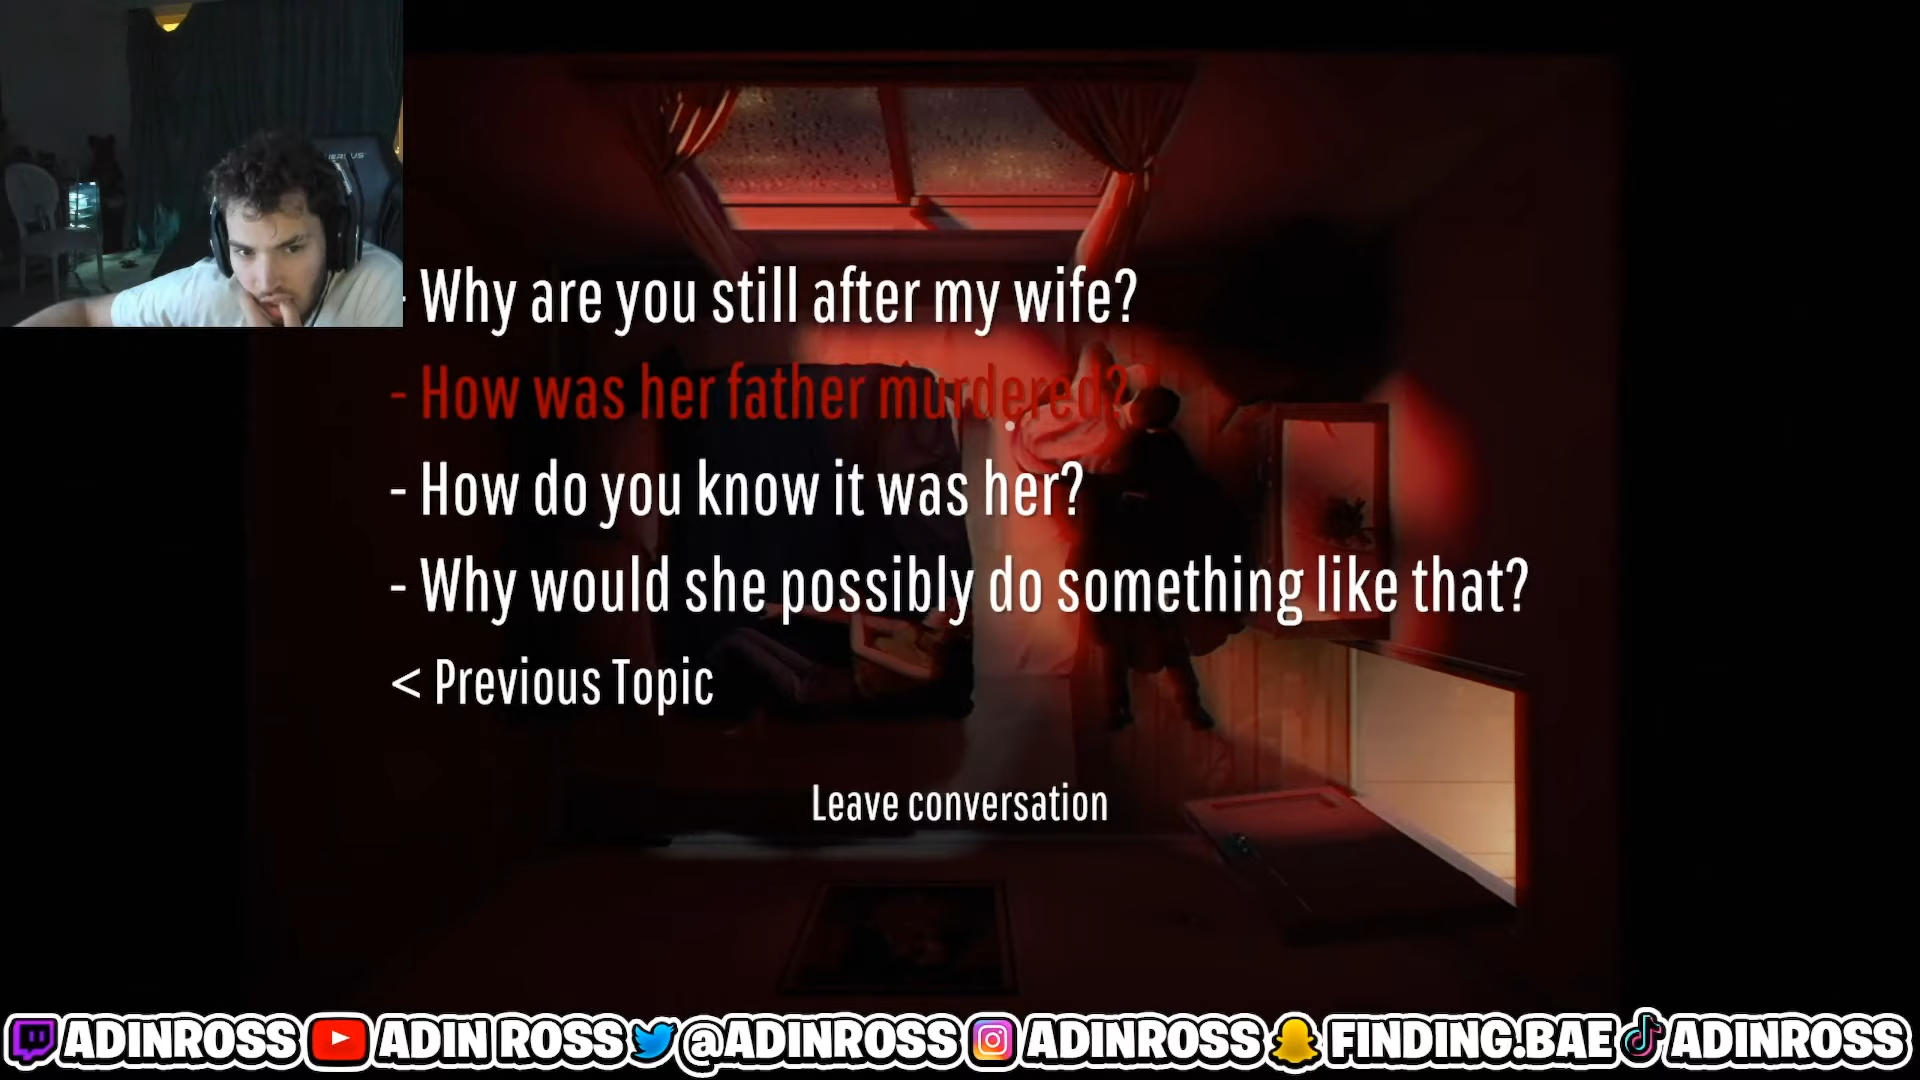 - Why are you still after my wife?
- How was her father murdered?
- How do you know it was her?
- Why would she possibly do something like that?
< Previous Topic
Leave conversation
ADINROSS ADIN ROSS @ADINROSS ADINROSS FINDING.BAE ADINROSS